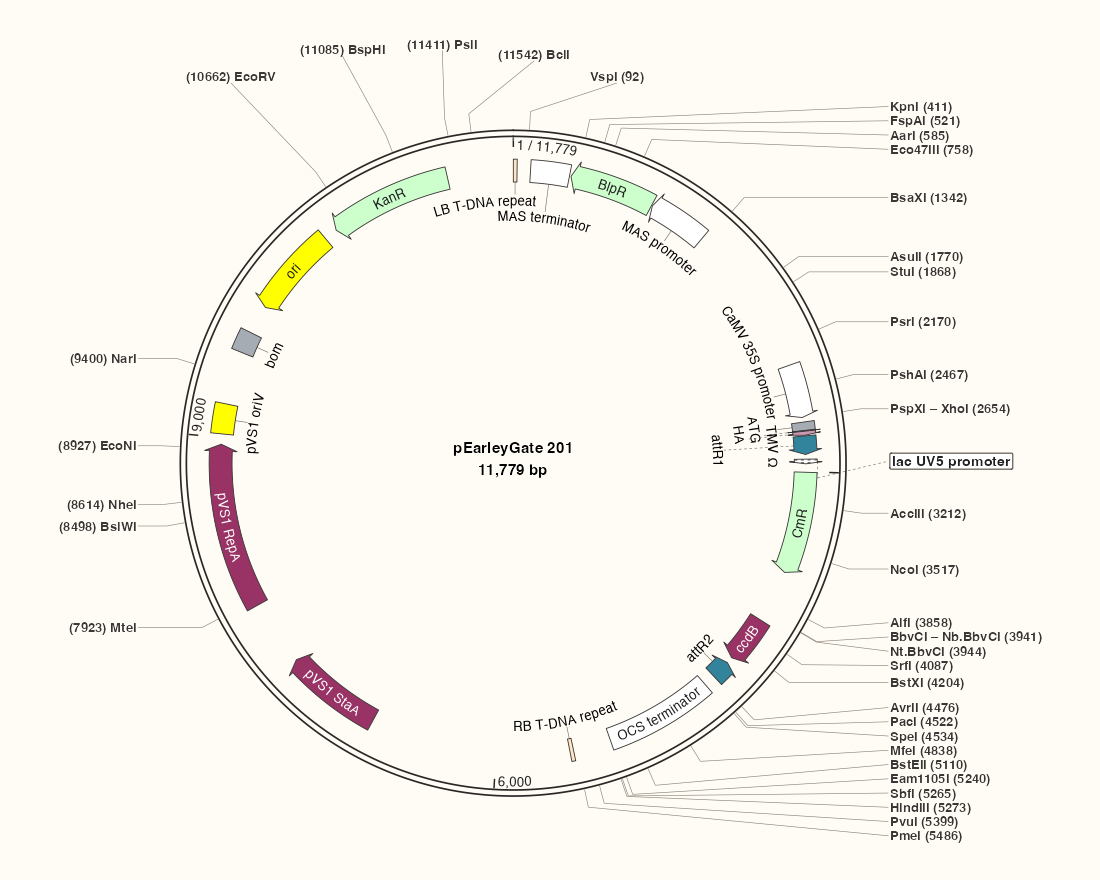 (11411) PsiI
(11085) BspHI
(11542) BclI
(10662) EcoRV
VspI (92)
KpnI (411)
FspAI (521)
AarI (585)
Eco47III (758)
BsaXI (1342)
AsuII (1770)
StuI (1868)
PsrI (2170)
PshAI (2467)
PspXI – XhoI (2654)
lac UV5 promoter
AccIII (3212)
NcoI (3517)
AlfI (3858)
BbvCI – Nb.BbvCI (3941)
Nt.BbvCI (3944)
SrfI (4087)
BstXI (4204)
AvrII (4476)
PacI (4522)
SpeI (4534)
MfeI (4838)
BstEII (5110)
Eam1105I (5240)
SbfI (5265)
HindIII (5273)
PvuI (5399)
PmeI (5486)
(9400) NarI
(8927) EcoNI
(8614) NheI
(8498) BsiWI
(7923) MteI
1 / 11,779
6,000
9,000
LB T-DNA repeat
MAS terminator
BlpR
MAS promoter
CaMV 35S promoter
TMV Ω
ATG
HA
attR1
CmR
ccdB
attR2
OCS terminator
RB T-DNA repeat
pVS1 StaA
pVS1 RepA
pVS1 oriV
bom
ori
KanR
pEarleyGate 201
11,779 bp